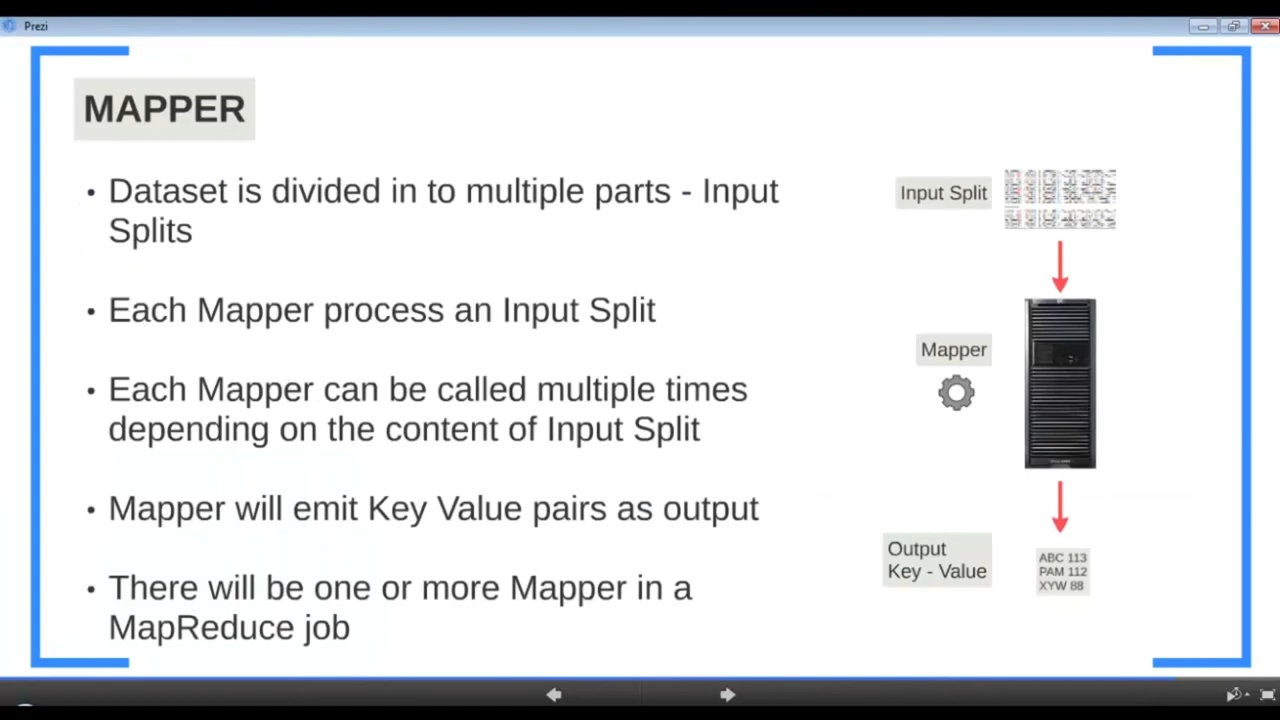 Prezi
MAPPER
• Dataset is divided in to multiple parts - Input
Splits
• Each Mapper process an Input Split
• Each Mapper can be called multiple times
depending on the content of Input Split
• Mapper will emit Key Value pairs as output
• There will be one or more Mapper in a
MapReduce job
Input Split
Mapper
Output
Key - Value
ABC 113
PAM 112
XYW 88